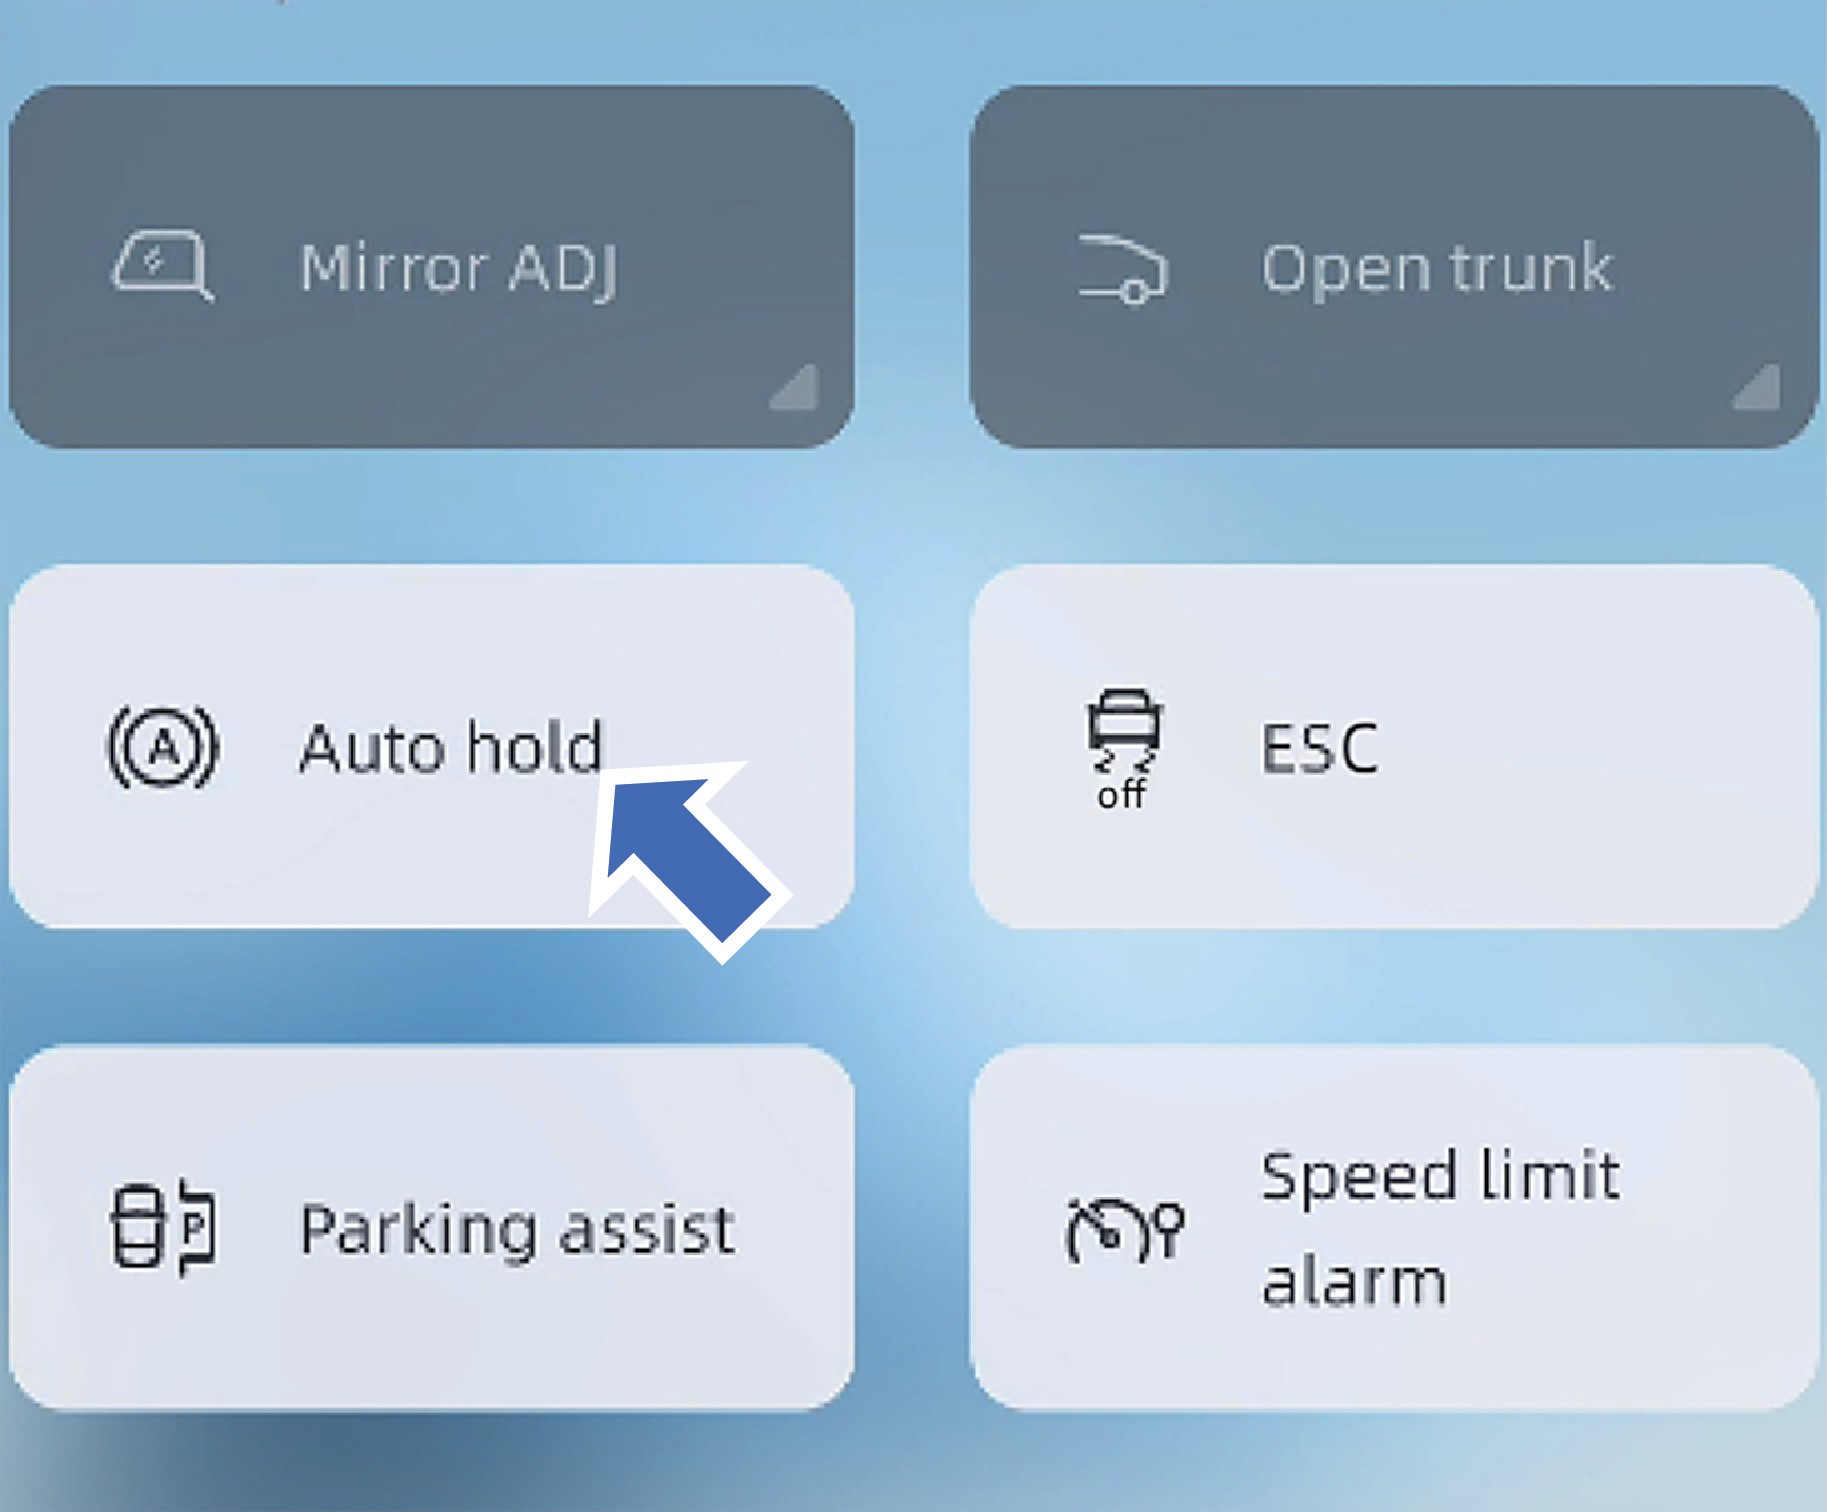 Mirror ADJ
Open trunk
A
Auto hold
off
ESC
P
Parking assist
Speed limit
alarm